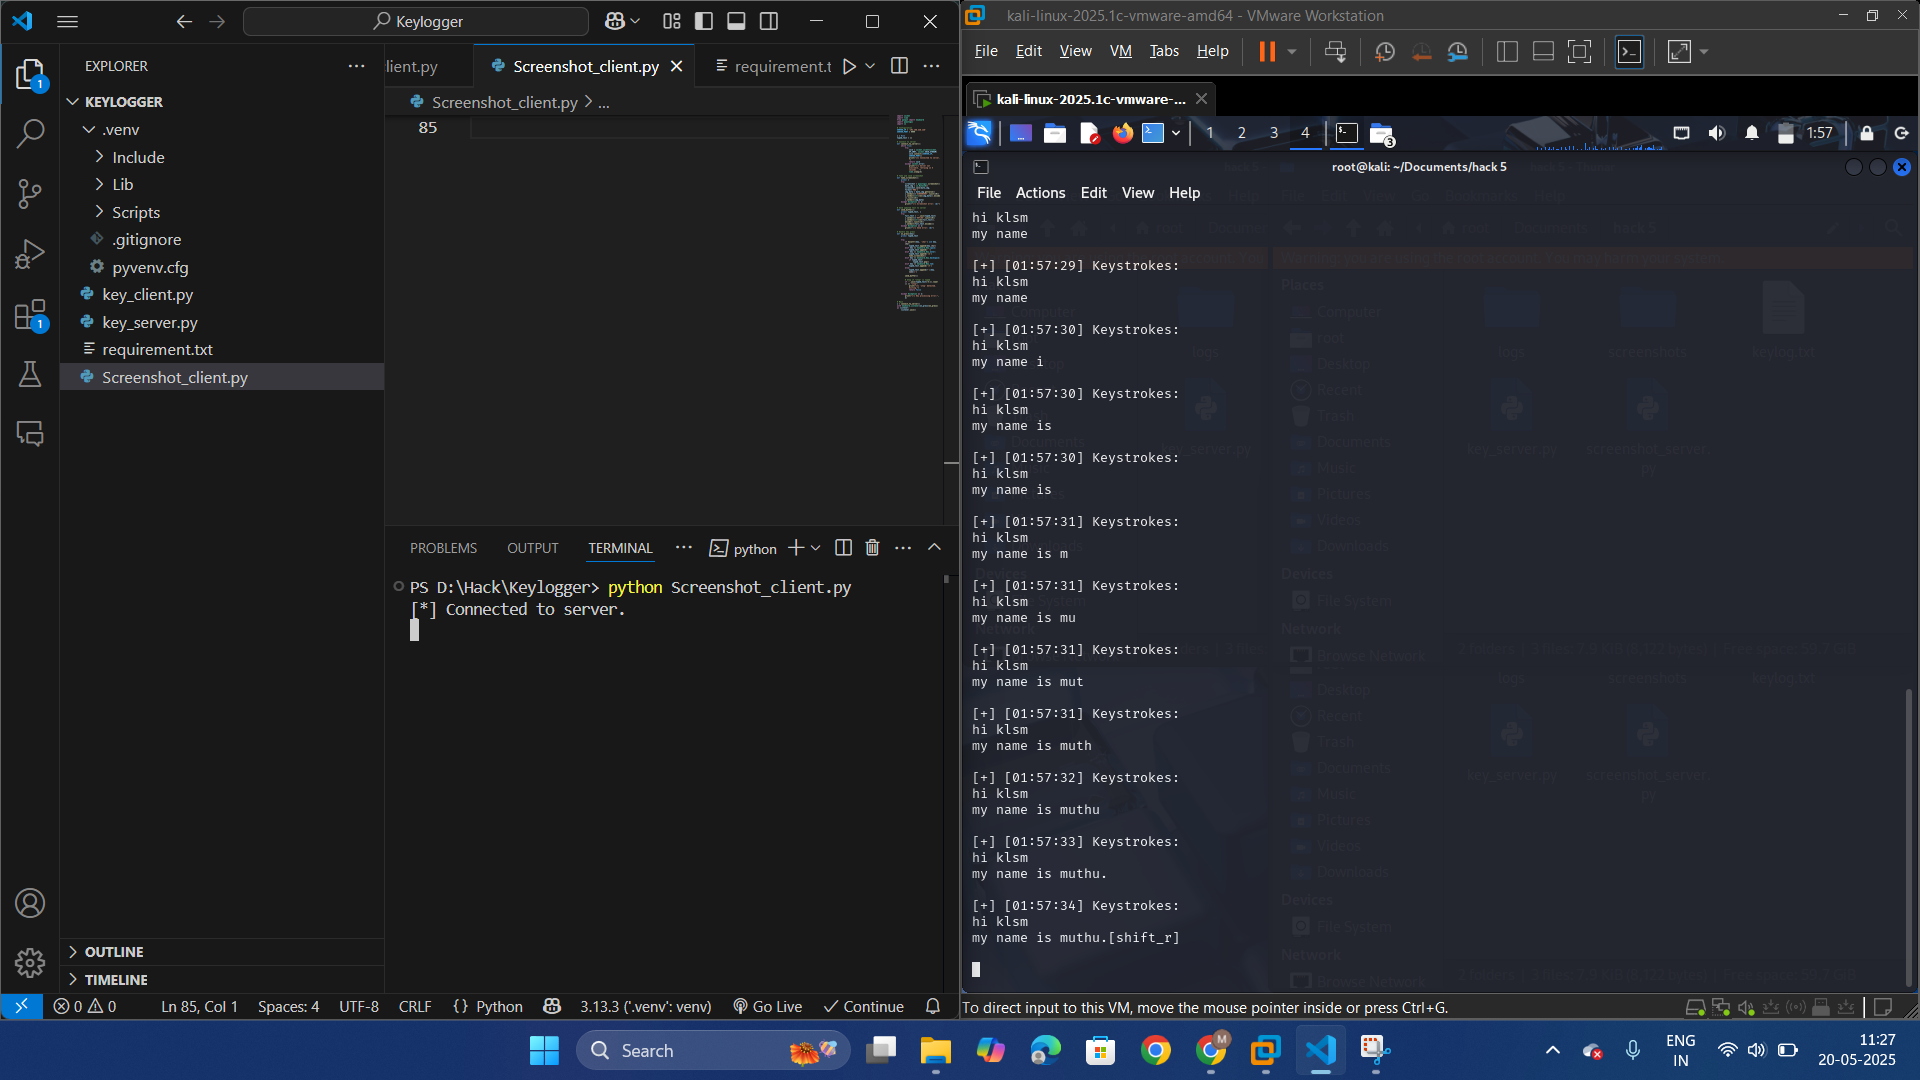 Keylogger
EXPLORER
KEYLOGGER
.venv
Include
Lib
Scripts
.gitignore
pyvenv.cfg
key_client.py
key_server.py
requirement.txt
Screenshot_client.py
OUTLINE
TIMELINE
1
1
lient.py
Screenshot_client.py
requirement.t
Screenshot_client.py > ...
85
PROBLEMS OUTPUT TERMINAL
python
PS D:\Hack\Keylogger> python Screenshot_client.py
[*] Connected to server.
0 0
Ln 85, Col 1
Spaces: 4
UTF-8
CRLF
{} Python
3.13.3 ('.venv': venv)
Go Live
Continue
kali-linux-2025.1c-vmware-amd64 - VMware Workstation
File Edit View VM Tabs Help
kali-linux-2025.1c-vmware-...
1 2 3 4
3
1:57
root@kali: ~/Documents/hack 5
File Actions Edit View Help
hi klsm
my name
[+] [01:57:29] Keystrokes:
hi klsm
my name
[+] [01:57:30] Keystrokes:
hi klsm
my name i
[+] [01:57:30] Keystrokes:
hi klsm
my name is
[+] [01:57:30] Keystrokes:
hi klsm
my name is
[+] [01:57:31] Keystrokes:
hi klsm
my name is m
[+] [01:57:31] Keystrokes:
hi klsm
my name is mu
[+] [01:57:31] Keystrokes:
hi klsm
my name is mut
[+] [01:57:31] Keystrokes:
hi klsm
my name is muth
[+] [01:57:32] Keystrokes:
hi klsm
my name is muthu
[+] [01:57:33] Keystrokes:
hi klsm
my name is muthu.
[+] [01:57:34] Keystrokes:
hi klsm
my name is muthu.[shift_r]
To direct input to this VM, move the mouse pointer inside or press Ctrl+G.
Search
M
ENG
IN
11:27
20-05-2025